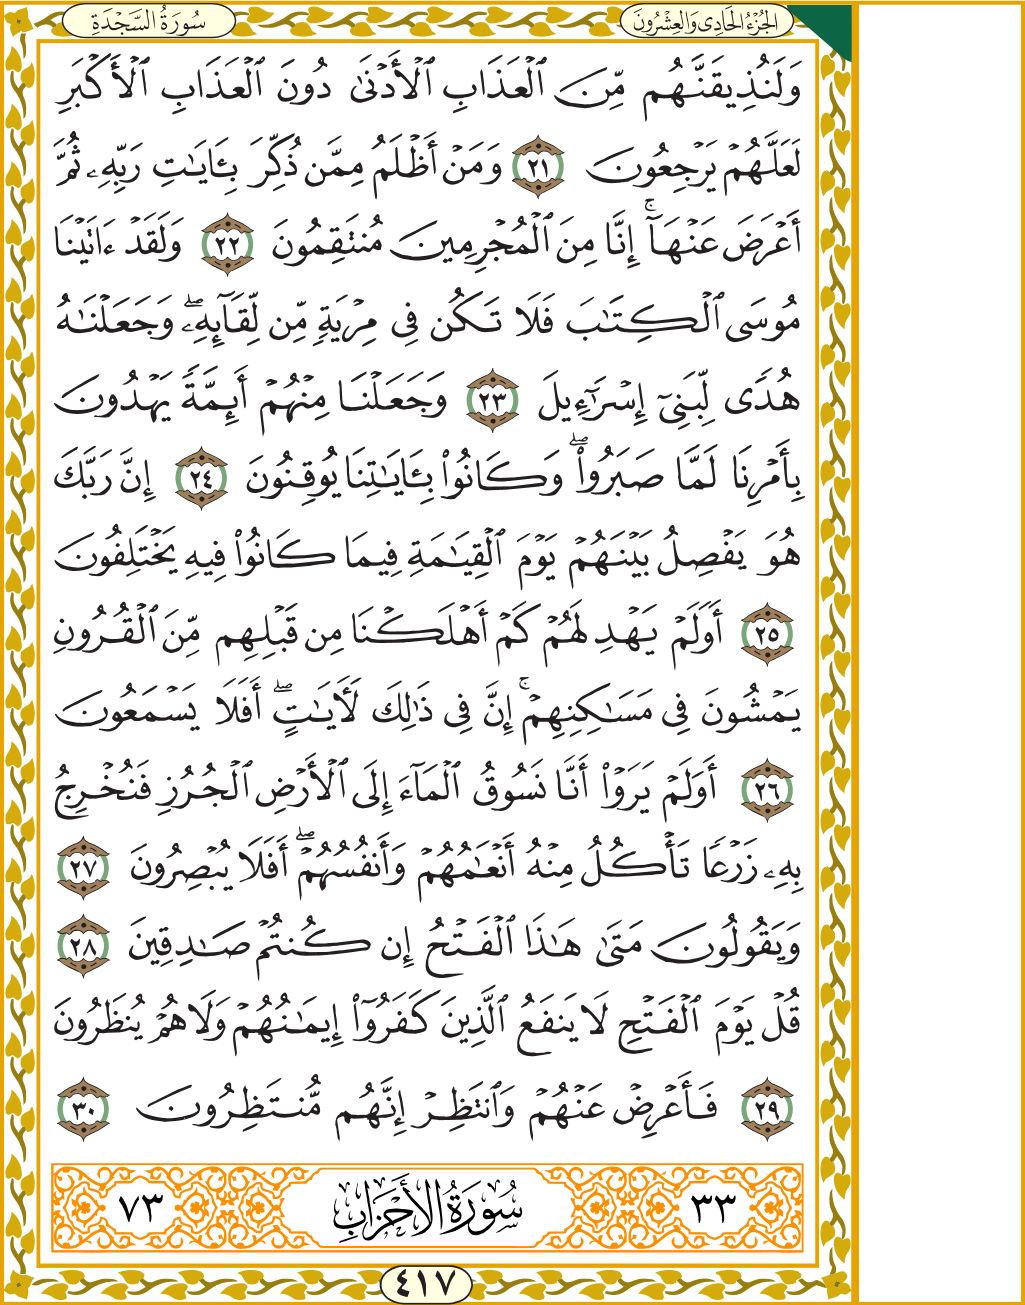 الجُزْءُ الحَادِى وَالعِشْرُونَ
سُورَةُ السَّجْدَةِ
وَلَنُذِيقَنَّهُم مِّنَ ٱلْعَذَابِ ٱلْأَدْنَىٰ دُونَ ٱلْعَذَابِ ٱلْأَكْبَرِ
لَعَلَّهُمْ يَرْجِعُونَ ٢١ وَمَنْ أَظْلَمُ مِمَّن ذُكِّرَ بِـَٔايَـٰتِ رَبِّهِۦ ثُمَّ
أَعْرَضَ عَنْهَآ ۚ إِنَّا مِنَ ٱلْمُجْرِمِينَ مُنتَقِمُونَ ٢٢ وَلَقَدْ ءَاتَيْنَا
مُوسَى ٱلْكِتَـٰبَ فَلَا تَكُن فِى مِرْيَةٍ مِّن لِّقَآئِهِۦ ۖ وَجَعَلْنَـٰهُ
هُدًى لِّبَنِىٓ إِسْرَٰٓءِيلَ ٢٣ وَجَعَلْنَا مِنْهُمْ أَئِمَّةً يَهْدُونَ
بِأَمْرِنَا لَمَّا صَبَرُوا۟ ۖ وَكَانُوا۟ بِـَٔايَـٰتِنَا يُوقِنُونَ ٢٤ إِنَّ رَبَّكَ
هُوَ يَفْصِلُ بَيْنَهُمْ يَوْمَ ٱلْقِيَـٰمَةِ فِيمَا كَانُوا۟ فِيهِ يَخْتَلِفُونَ
٢٥ أَوَلَمْ يَهْدِ لَهُمْ كَمْ أَهْلَكْنَا مِن قَبْلِهِم مِّنَ ٱلْقُرُونِ
يَمْشُونَ فِى مَسَـٰكِنِهِمْ ۚ إِنَّ فِى ذَٰلِكَ لَـَٔايَـٰتٍ ۖ أَفَلَا يَسْمَعُونَ
٢٦ أَوَلَمْ يَرَوْا۟ أَنَّا نَسُوقُ ٱلْمَآءَ إِلَى ٱلْأَرْضِ ٱلْجُرُزِ فَنُخْرِجُ
بِهِۦ زَرْعًا تَأْكُلُ مِنْهُ أَنْعَـٰمُهُمْ وَأَنفُسُهُمْ ۖ أَفَلَا يُبْصِرُونَ ٢٧
وَيَقُولُونَ مَتَىٰ هَـٰذَا ٱلْفَتْحُ إِن كُنتُمْ صَـٰدِقِينَ ٢٨
قُلْ يَوْمَ ٱلْفَتْحِ لَا يَنفَعُ ٱلَّذِينَ كَفَرُوٓا۟ إِيمَـٰنُهُمْ وَلَا هُمْ يُنظَرُونَ
٢٩ فَأَعْرِضْ عَنْهُمْ وَٱنتَظِرْ إِنَّهُم مُّنتَظِرُونَ ٣٠
٣٣ سُورَةُ الأَحْزَابِ ٧٣
٤١٧